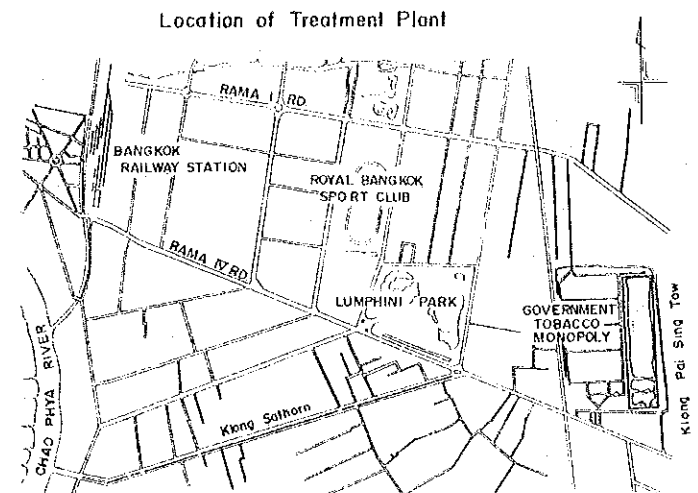 Location of Treatment Plant
RAMA I RD.
BANGKOK
RAILWAY STATION
ROYAL BANGKOK
SPORT CLUB
RAMA IV RD.
LUMPHINI PARK
GOVERNMENT
TOBACCO
MONOPOLY
Klong Pai Sing Tow
Klong Sathorn
CHAO PHYA RIVER